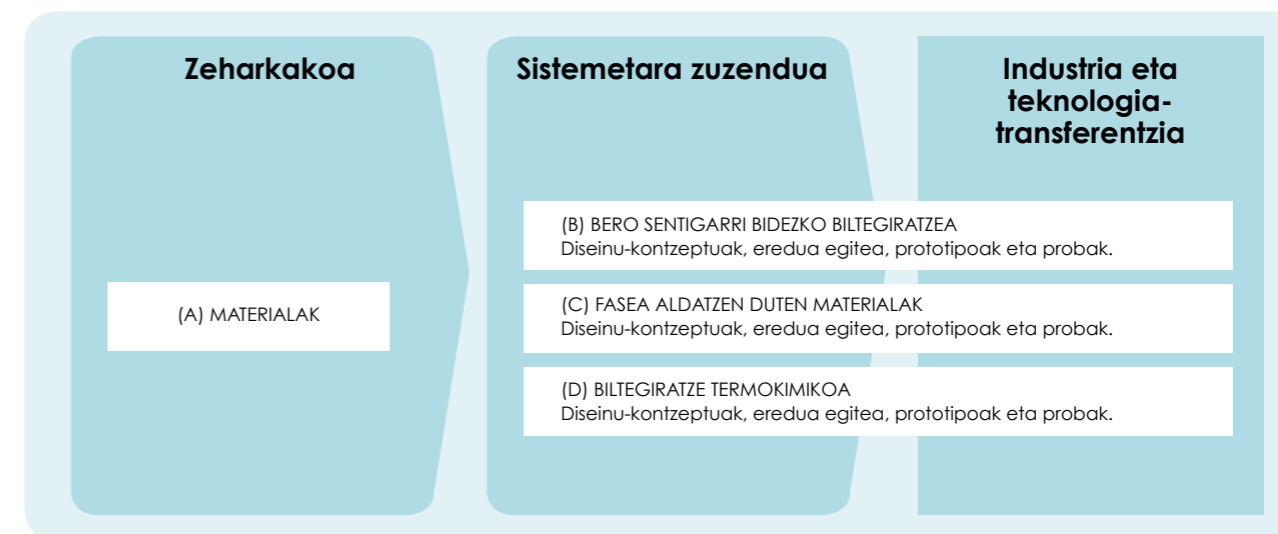 Zeharkakoa
Sistemetara zuzendua
Industria eta
teknologia-
transferentzia
(A) MATERIALAK
(B) BERO SENTIGARRI BIDEZKO BILTEGIRATZEA
Diseinu-kontzeptuak, eredua egitea, prototipoak eta probak.
(C) FASEA ALDATZEN DUTEN MATERIALAK
Diseinu-kontzeptuak, eredua egitea, prototipoak eta probak.
(D) BILTEGIRATZE TERMOKIMIKOA
Diseinu-kontzeptuak, eredua egitea, prototipoak eta probak.